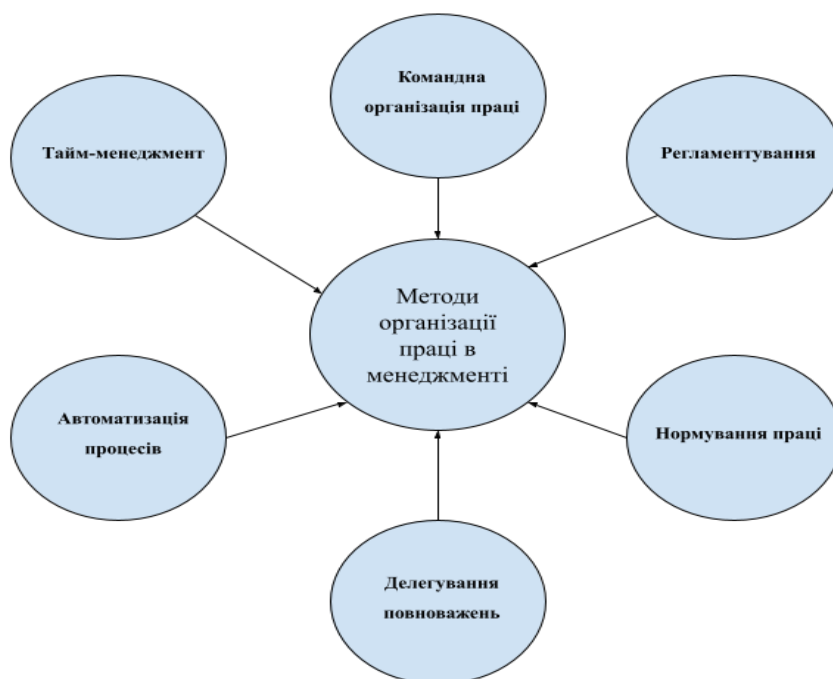 Командна
організація праці
Тайм-менеджмент
Регламентування
Методи
організації
праці в
менеджменті
Автоматизація
процесів
Нормування праці
Делегування
повноважень